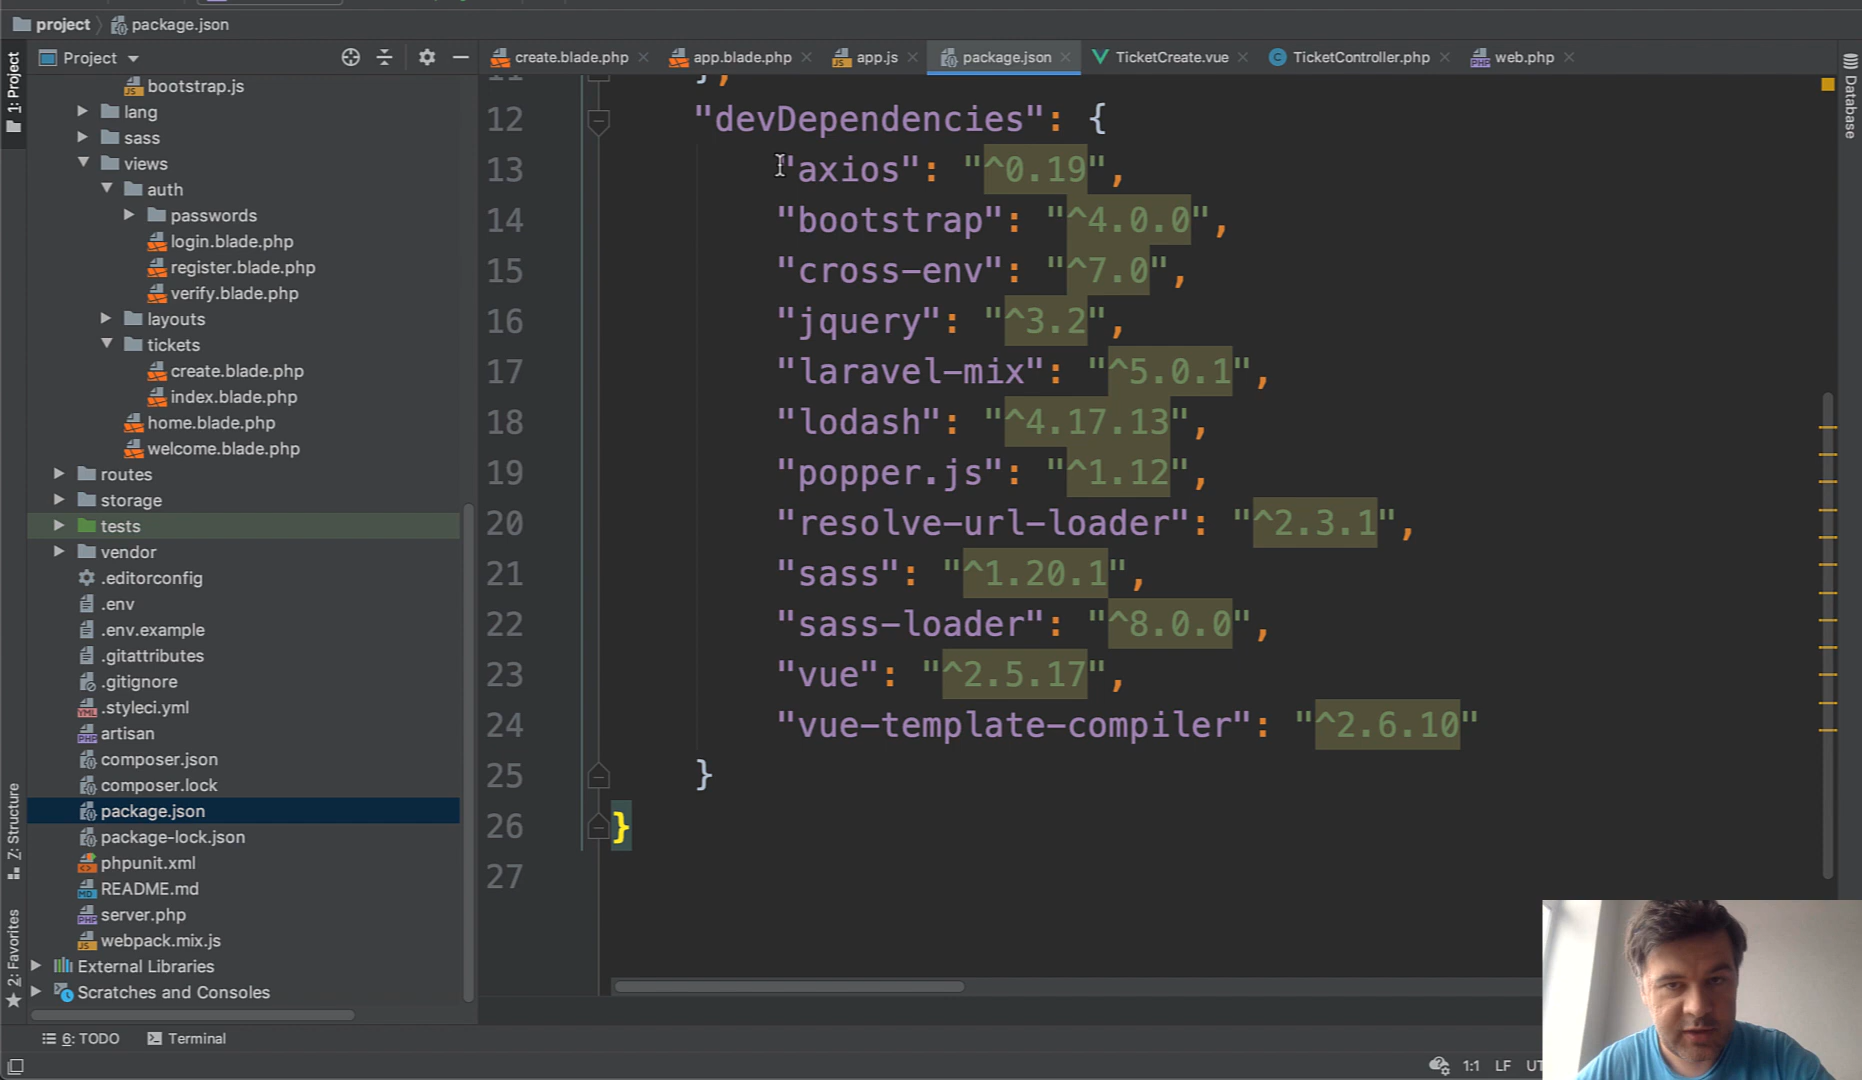 project
package.json
1: Project
Project
create.blade.php
app.blade.php
app.js
package.json
TicketCreate.vue
TicketController.php
web.php
Database
bootstrap.js
lang
sass
views
auth
passwords
login.blade.php
register.blade.php
verify.blade.php
layouts
tickets
create.blade.php
index.blade.php
home.blade.php
welcome.blade.php
routes
storage
tests
vendor
.editorconfig
.env
.env.example
.gitattributes
.gitignore
.styleci.yml
artisan
composer.json
composer.lock
package.json
package-lock.json
phpunit.xml
README.md
server.php
webpack.mix.js
External Libraries
Scratches and Consoles
Z: Structure
2: Favorites
11 },
12 "devDependencies": {
13 "axios": "^0.19",
14 "bootstrap": "^4.0.0",
15 "cross-env": "^7.0",
16 "jquery": "^3.2",
17 "laravel-mix": "^5.0.1",
18 "lodash": "^4.17.13",
19 "popper.js": "^1.12",
20 "resolve-url-loader": "^2.3.1",
21 "sass": "^1.20.1",
22 "sass-loader": "^8.0.0",
23 "vue": "^2.5.17",
24 "vue-template-compiler": "^2.6.10"
25 }
26 }
27
6: TODO
Terminal
1:1 LF